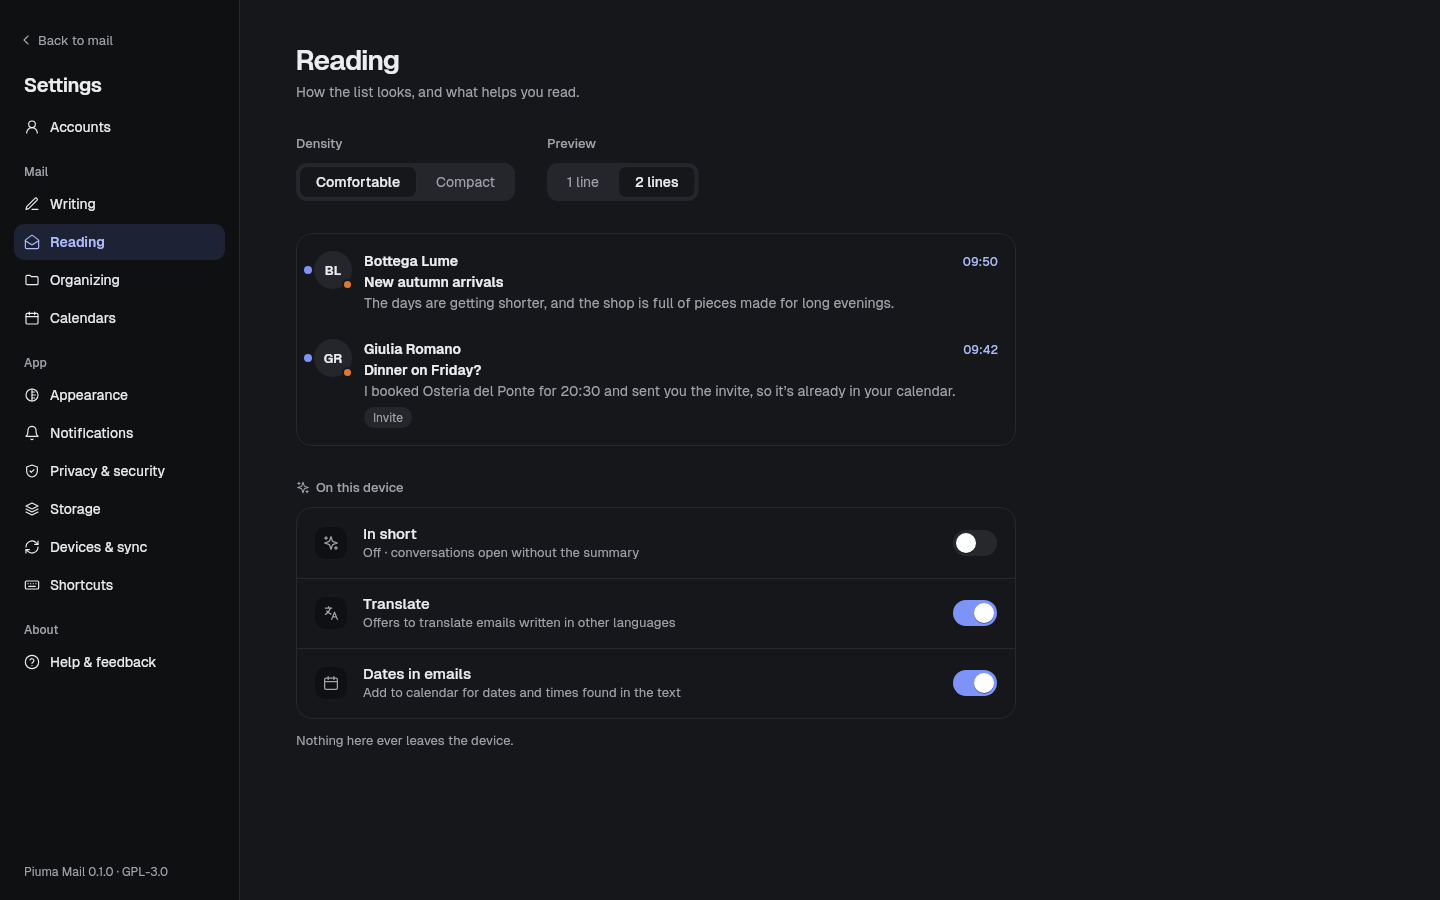 Back to mail
Settings
Accounts
Mail
Writing
Reading
Organizing
Calendars
App
Appearance
Notifications
Privacy & security
Storage
Devices & sync
Shortcuts
About
Help & feedback
Piuma Mail 0.1.0 · GPL-3.0
Reading
How the list looks, and what helps you read.
Density
Comfortable Compact
Preview
1 line 2 lines
BL
Bottega Lume 09:50
New autumn arrivals
The days are getting shorter, and the shop is full of pieces made for long evenings.
GR
Giulia Romano 09:42
Dinner on Friday?
I booked Osteria del Ponte for 20:30 and sent you the invite, so it's already in your calendar.
Invite
On this device
In short
Off · conversations open without the summary
Translate
Offers to translate emails written in other languages
Dates in emails
Add to calendar for dates and times found in the text
Nothing here ever leaves the device.